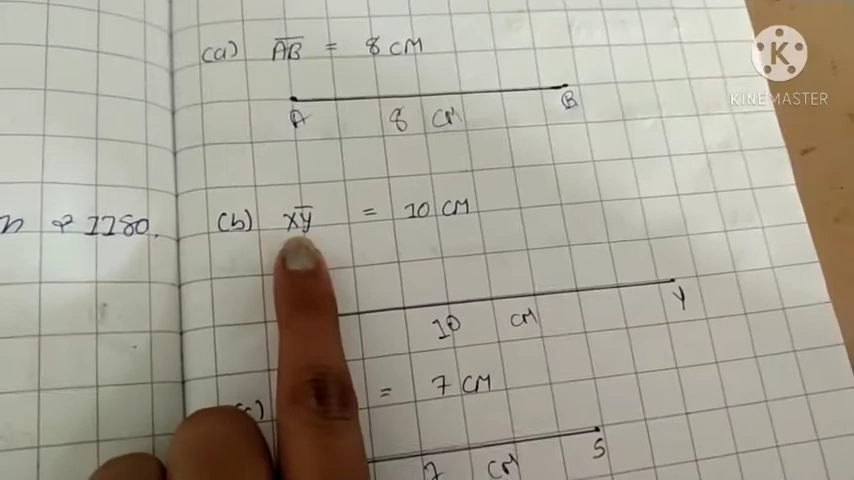 (a) AB = 8 CM
A 8 CM B
(b) XY = 10 CM
10 CM Y
= 7 CM
7 CM S
KINEMASTER